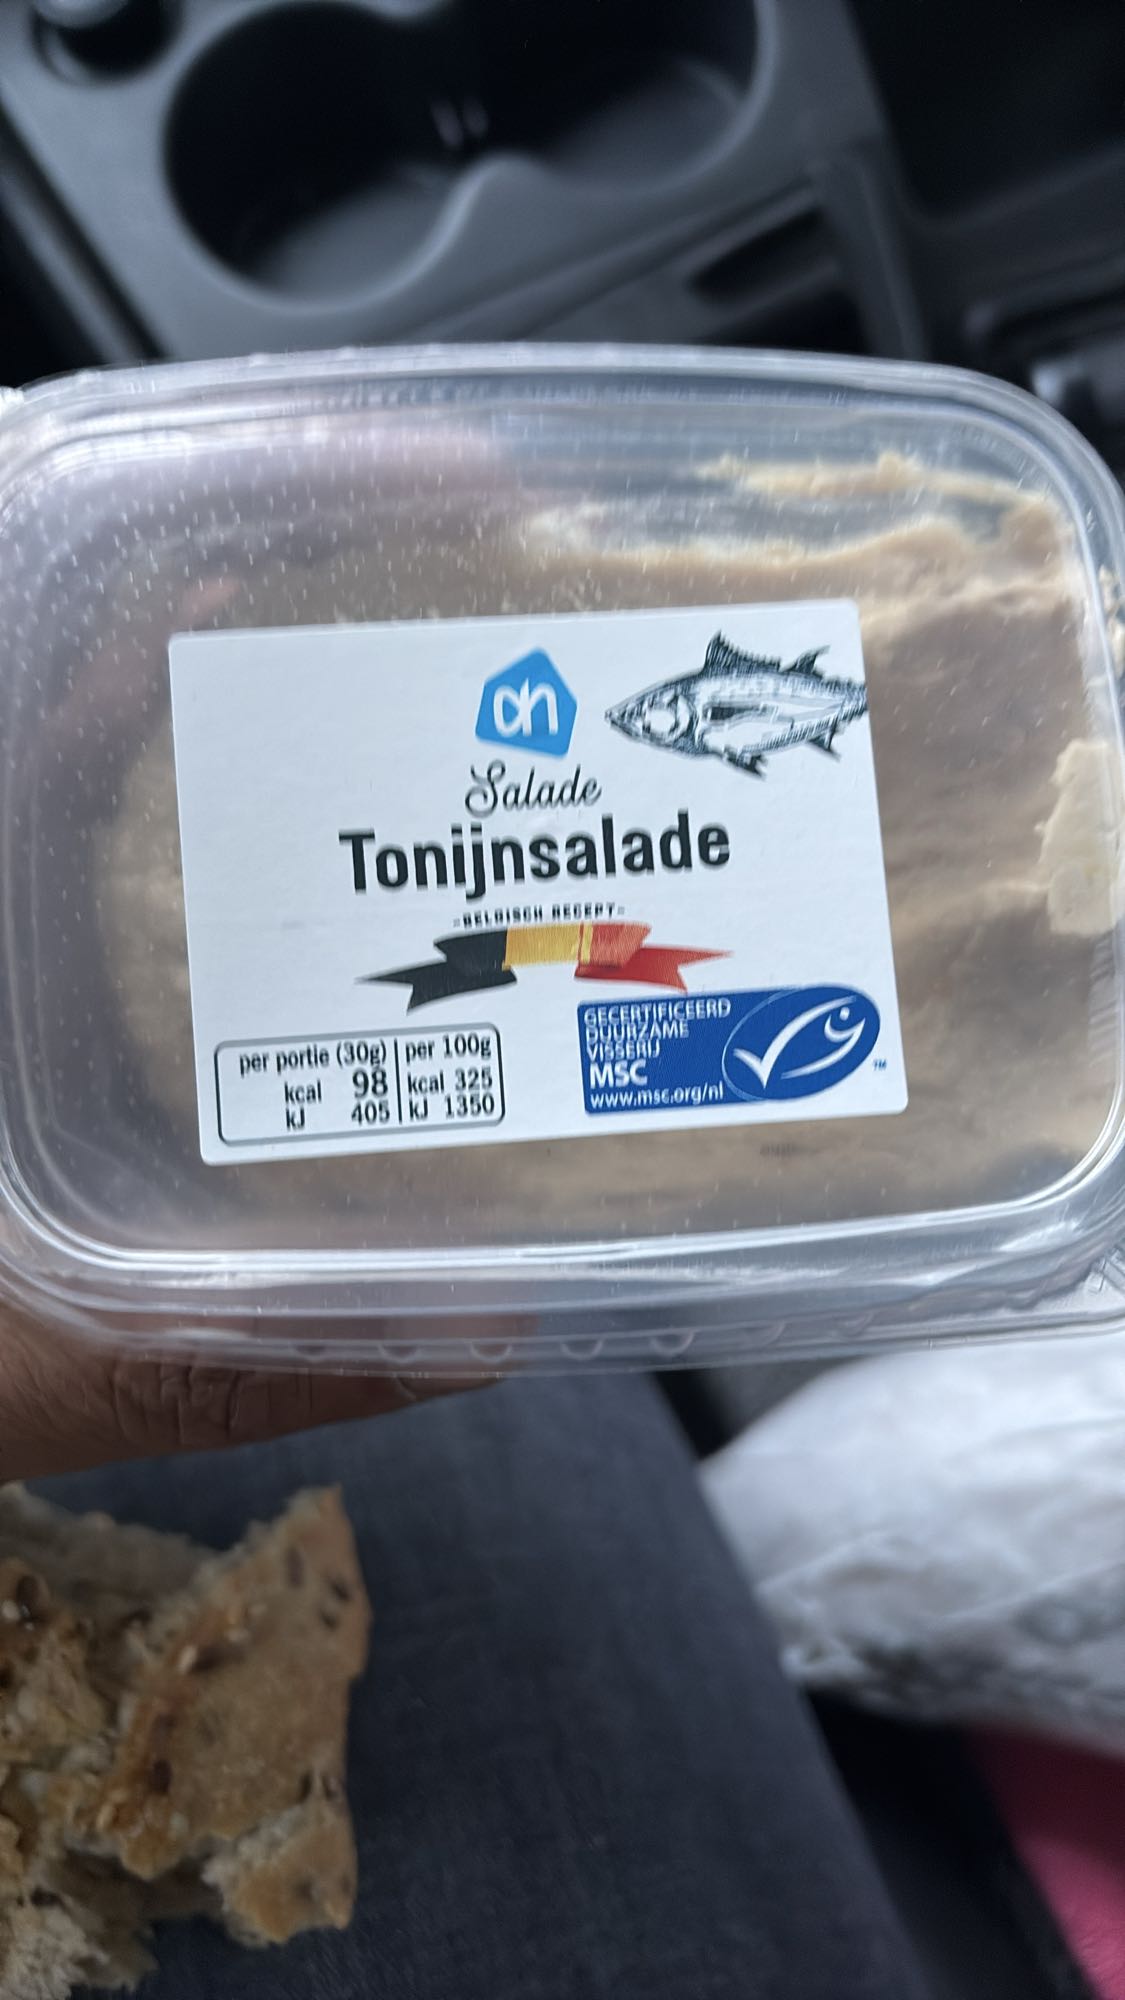 ah
Salade
Tonijnsalade
-BELGISCH RECEPT-
per portie (30g) | per 100g
kcal 98 | kcal 325
kJ 405 | kJ 1350
GECERTIFICEERD
DUURZAME
VISSERIJ
MSC
www.msc.org/nl
™